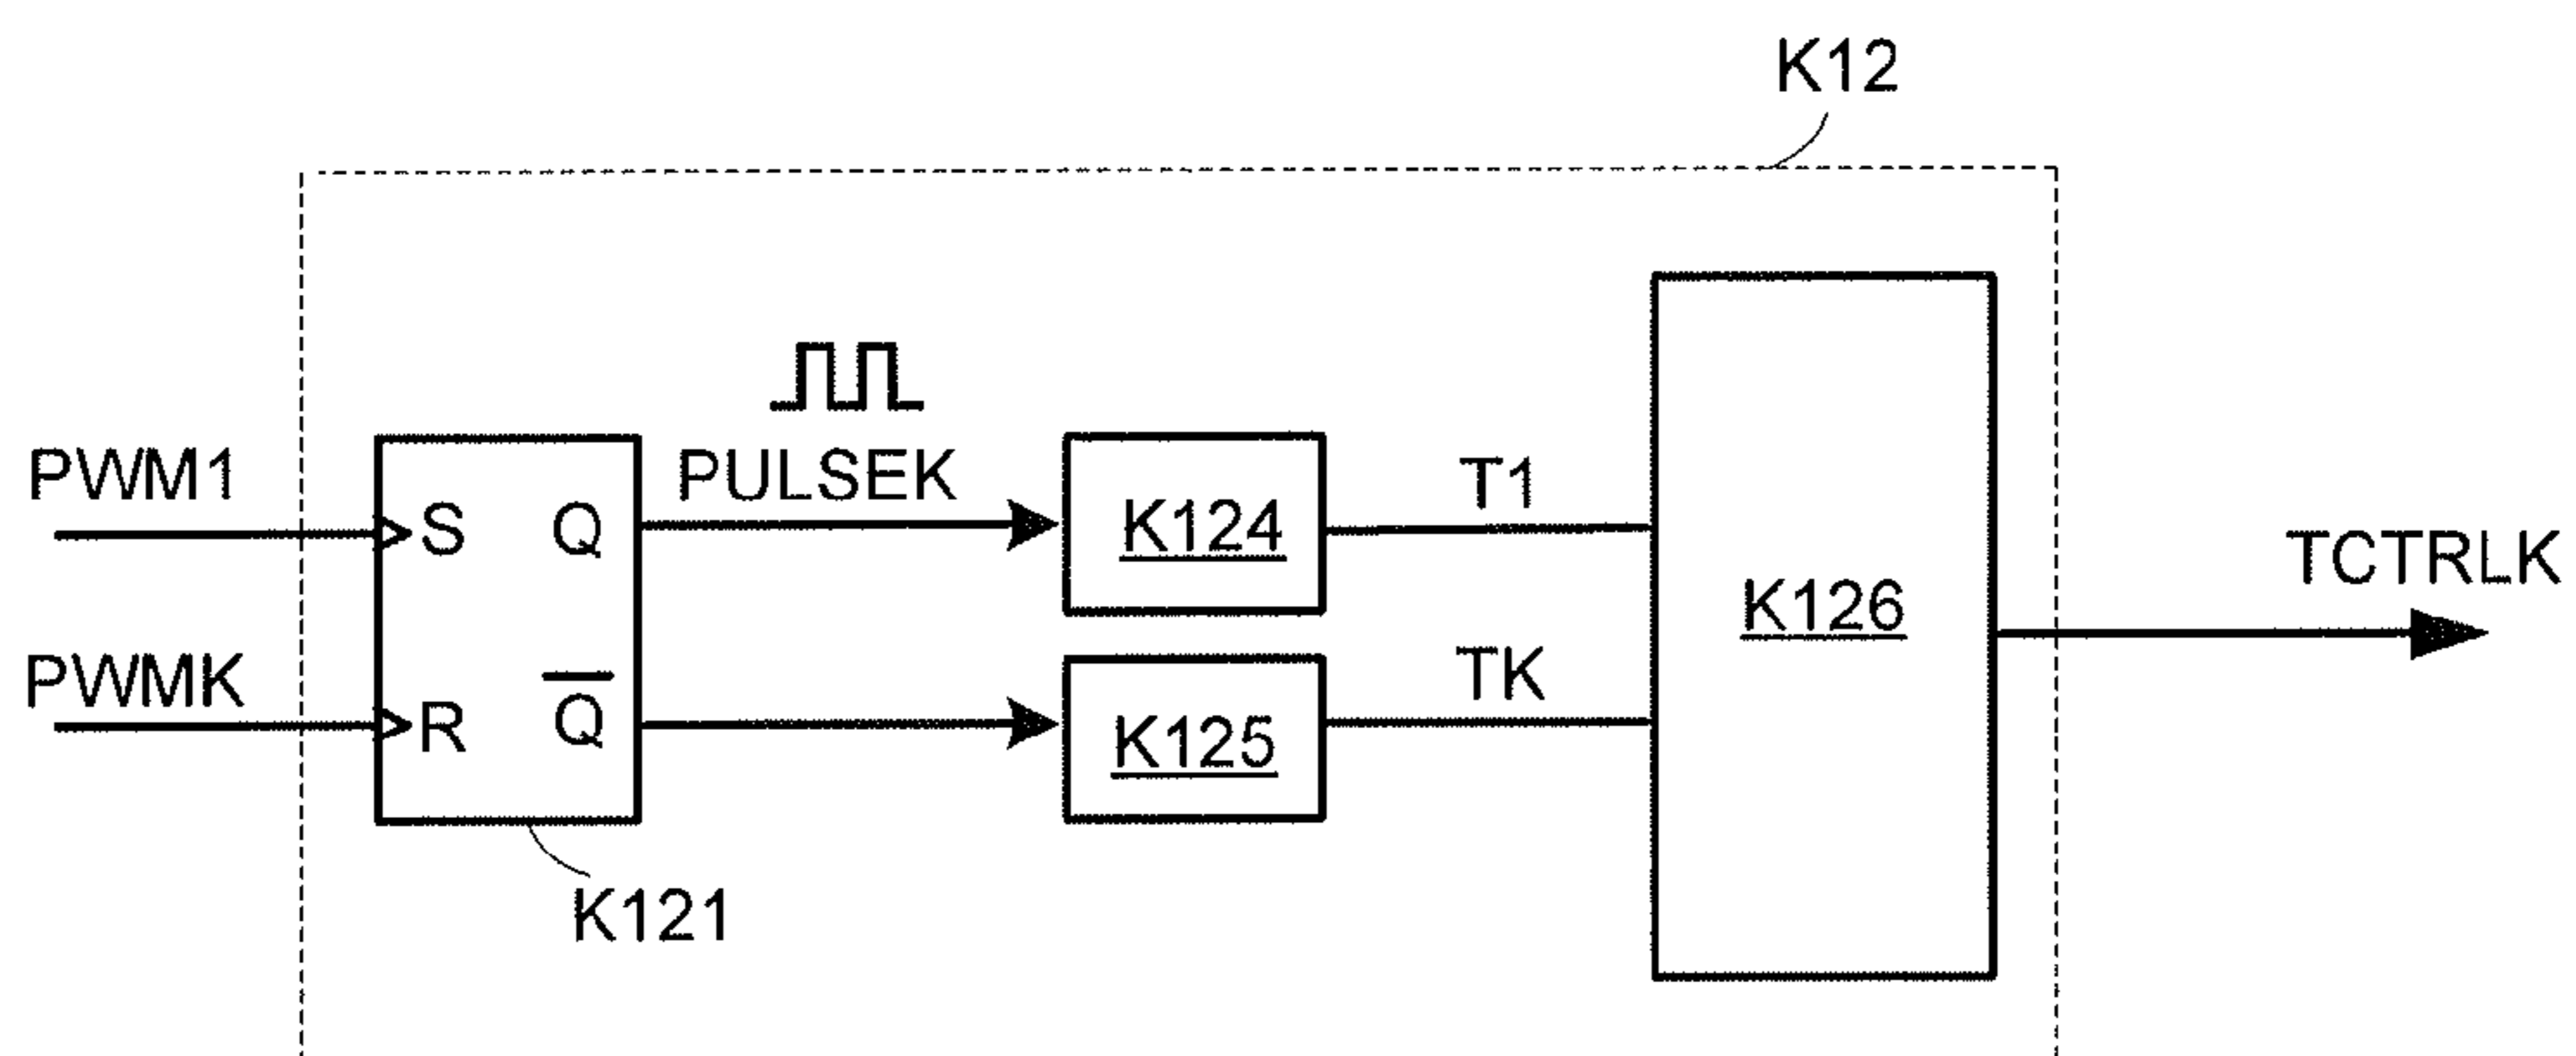 K12
PWM1
PULSEK
T1
S Q
K124
TCTRLK
K126
PWMK
TK
R Q̅
K125
K121